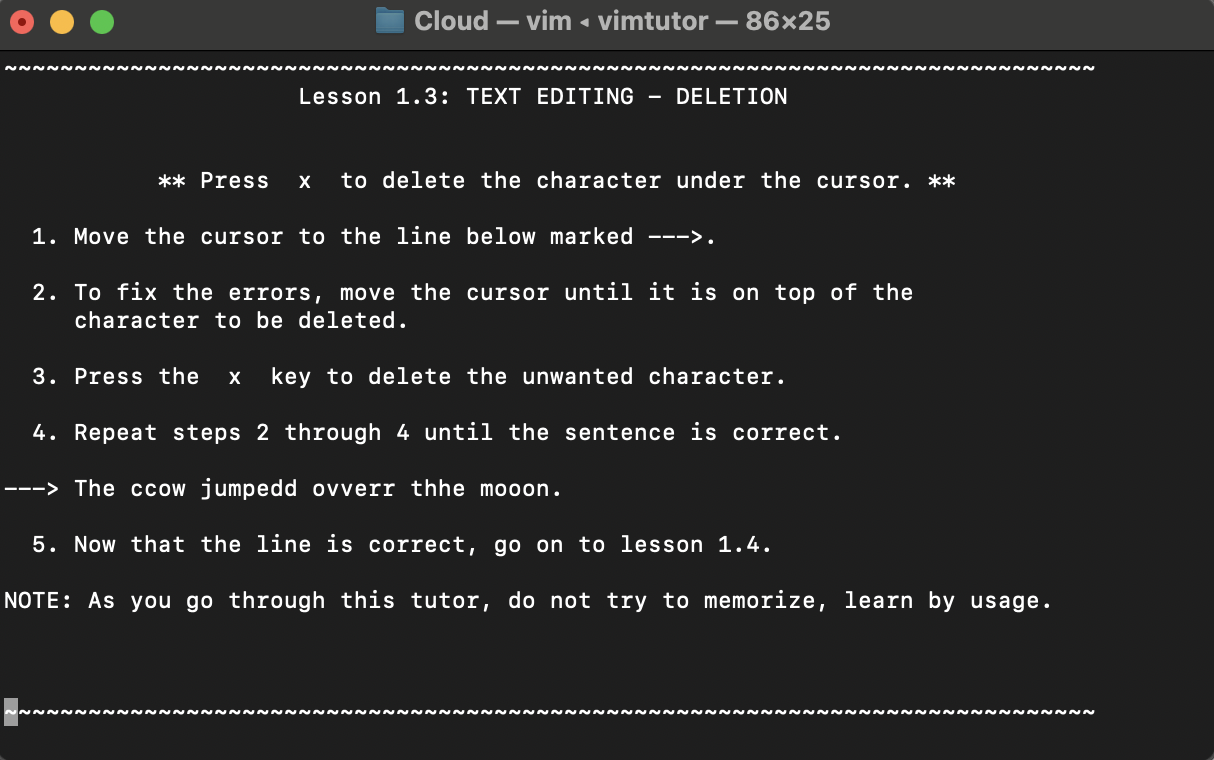 Cloud — vim ◂ vimtutor — 86×25
~~~~~~~~~~~~~~~~~~~~~~~~~~~~~~~~~~~~~~~~~~~~~~~~~~~~~~~~~~~~~~~~~~~~~~~~~~~~~~
Lesson 1.3: TEXT EDITING - DELETION
** Press  x  to delete the character under the cursor. **
1. Move the cursor to the line below marked --->.
2. To fix the errors, move the cursor until it is on top of the
character to be deleted.
3. Press the  x  key to delete the unwanted character.
4. Repeat steps 2 through 4 until the sentence is correct.
---> The ccow jumpedd ovverr thhe mooon.
5. Now that the line is correct, go on to lesson 1.4.
NOTE: As you go through this tutor, do not try to memorize, learn by usage.
~~~~~~~~~~~~~~~~~~~~~~~~~~~~~~~~~~~~~~~~~~~~~~~~~~~~~~~~~~~~~~~~~~~~~~~~~~~~~~